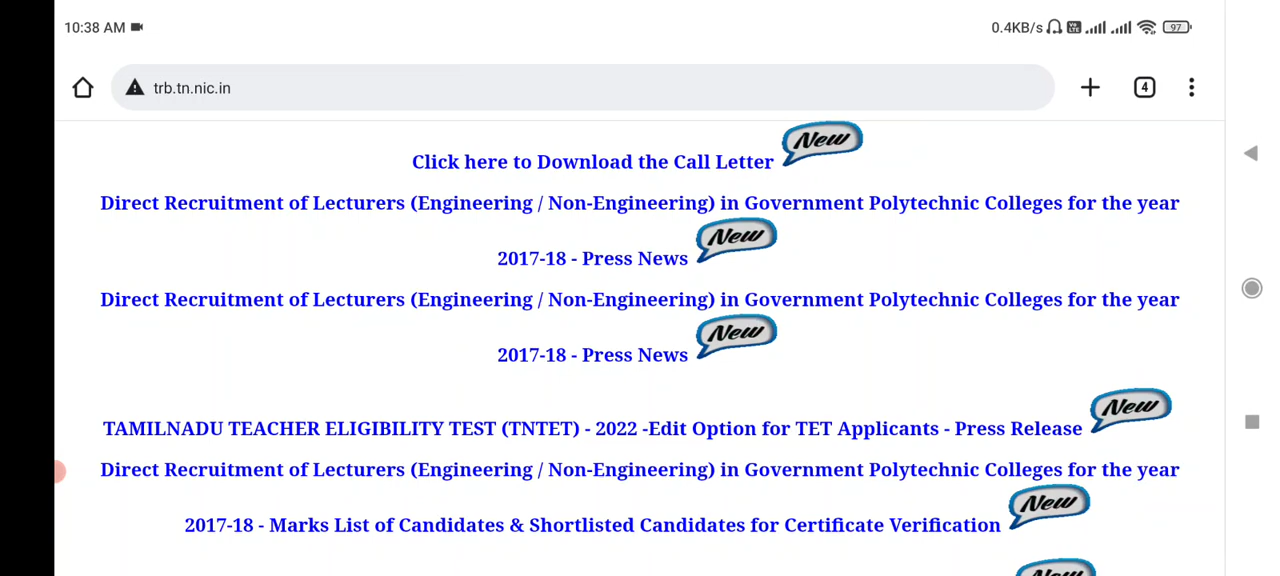 10:38 AM
0.4KB/s
97
trb.tn.nic.in
4
Click here to Download the Call Letter New
Direct Recruitment of Lecturers (Engineering / Non-Engineering) in Government Polytechnic Colleges for the year
2017-18 - Press News New
Direct Recruitment of Lecturers (Engineering / Non-Engineering) in Government Polytechnic Colleges for the year
2017-18 - Press News New
TAMILNADU TEACHER ELIGIBILITY TEST (TNTET) - 2022 -Edit Option for TET Applicants - Press Release New
Direct Recruitment of Lecturers (Engineering / Non-Engineering) in Government Polytechnic Colleges for the year
2017-18 - Marks List of Candidates & Shortlisted Candidates for Certificate Verification New
New